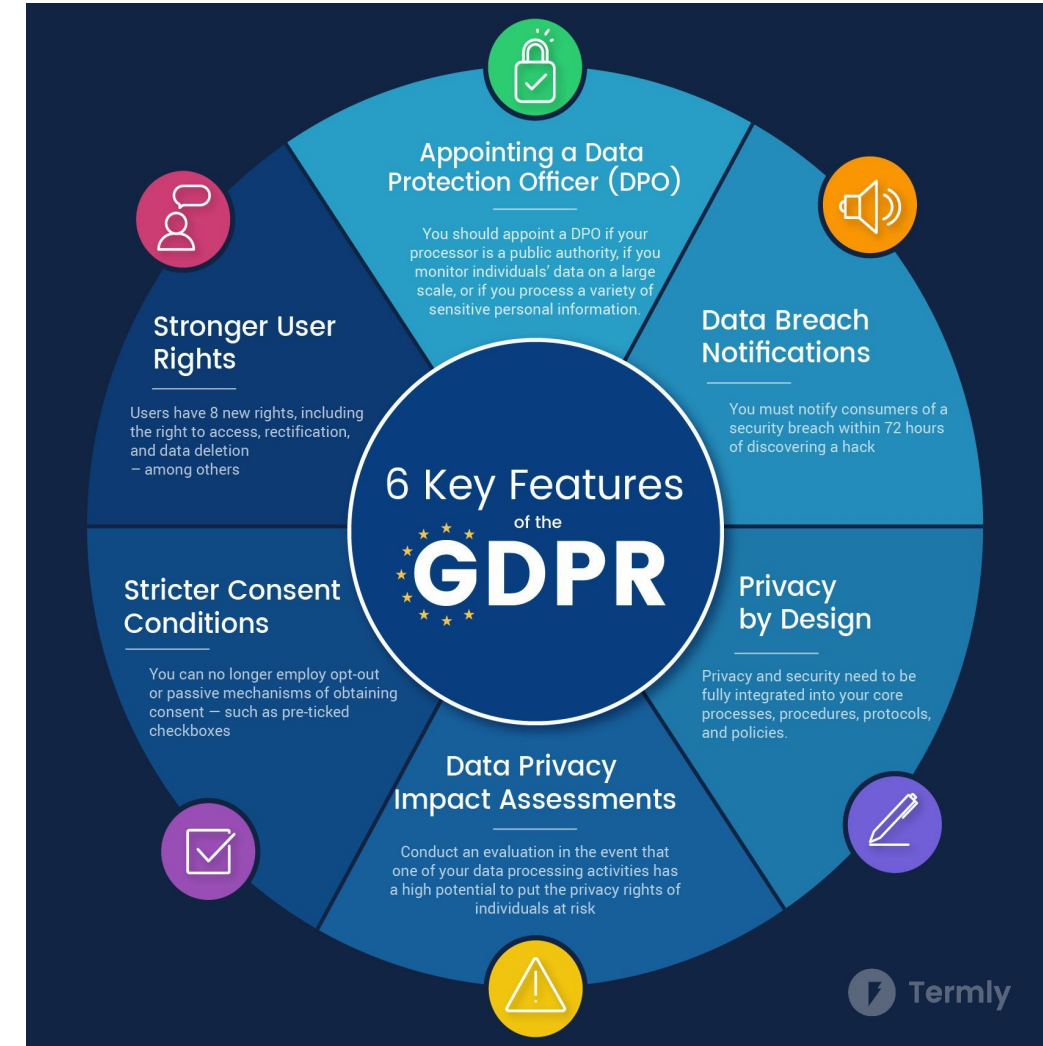 6 Key Features
of the
GDPR
Appointing a Data
Protection Officer (DPO)
You should appoint a DPO if your
processor is a public authority, if you
monitor individuals’ data on a large
scale, or if you process a variety of
sensitive personal information.
Data Breach
Notifications
You must notify consumers of a
security breach within 72 hours
of discovering a hack
Privacy
by Design
Privacy and security need to be
fully integrated into your core
processes, procedures, protocols,
and policies.
Data Privacy
Impact Assessments
Conduct an evaluation in the event that
one of your data processing activities has
a high potential to put the privacy rights of
individuals at risk
Stricter Consent
Conditions
You can no longer employ opt-out
or passive mechanisms of obtaining
consent — such as pre-ticked
checkboxes
Stronger User
Rights
Users have 8 new rights, including
the right to access, rectification,
and data deletion
— among others
Termly